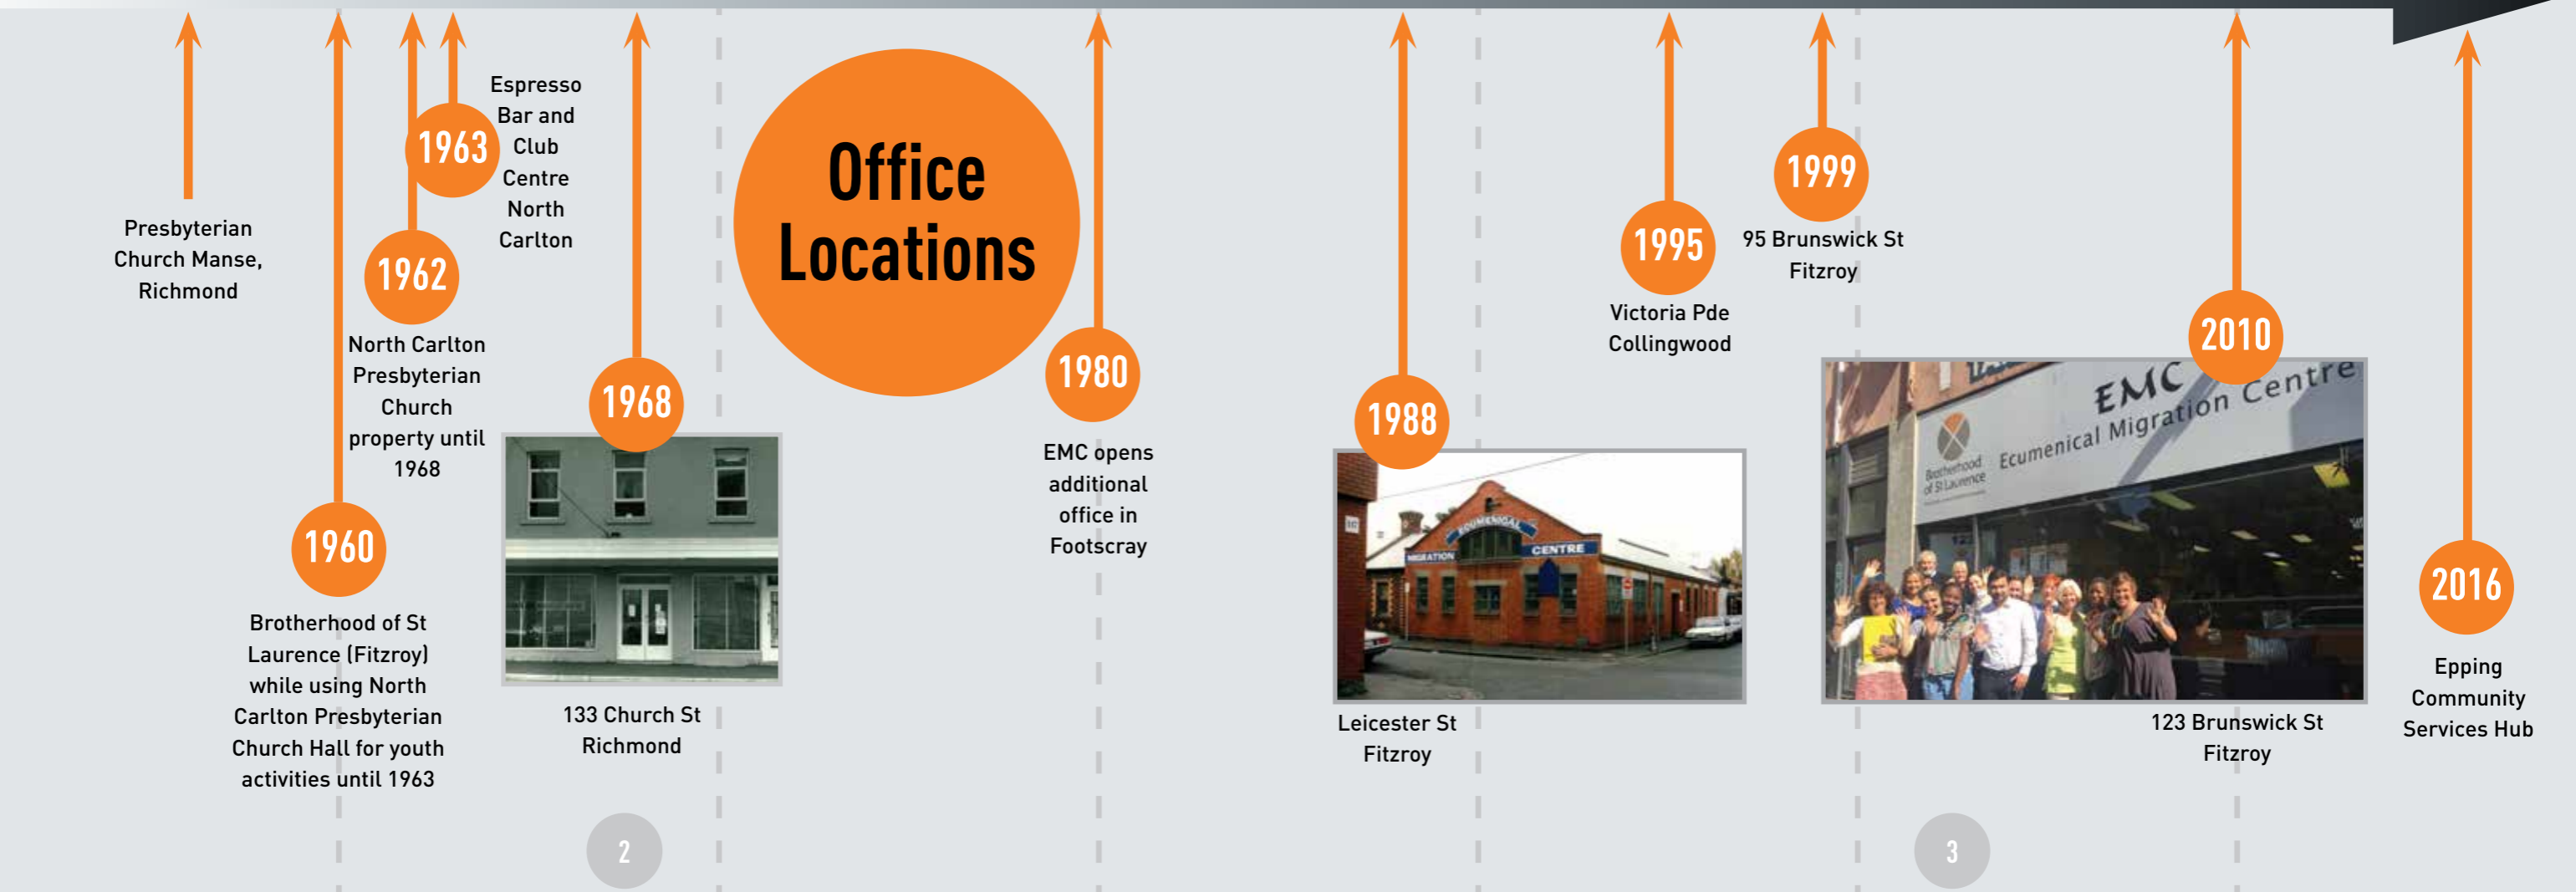 Presbyterian
Church Manse,
Richmond
1960
Brotherhood of St
Laurence (Fitzroy)
while using North
Carlton Presbyterian
Church Hall for youth
activities until 1963
1962
North Carlton
Presbyterian
Church
property until
1968
1963
Espresso
Bar and
Club
Centre
North
Carlton
1968
133 Church St
Richmond
Office
Locations
1980
EMC opens
additional
office in
Footscray
1988
ECUMENICAL
MIGRATION CENTRE
Leicester St
Fitzroy
1995
Victoria Pde
Collingwood
1999
95 Brunswick St
Fitzroy
2010
EMC
Ecumenical Migration Centre
Brotherhood
of St Laurence
123 Brunswick St
Fitzroy
2016
Epping
Community
Services Hub
2
3